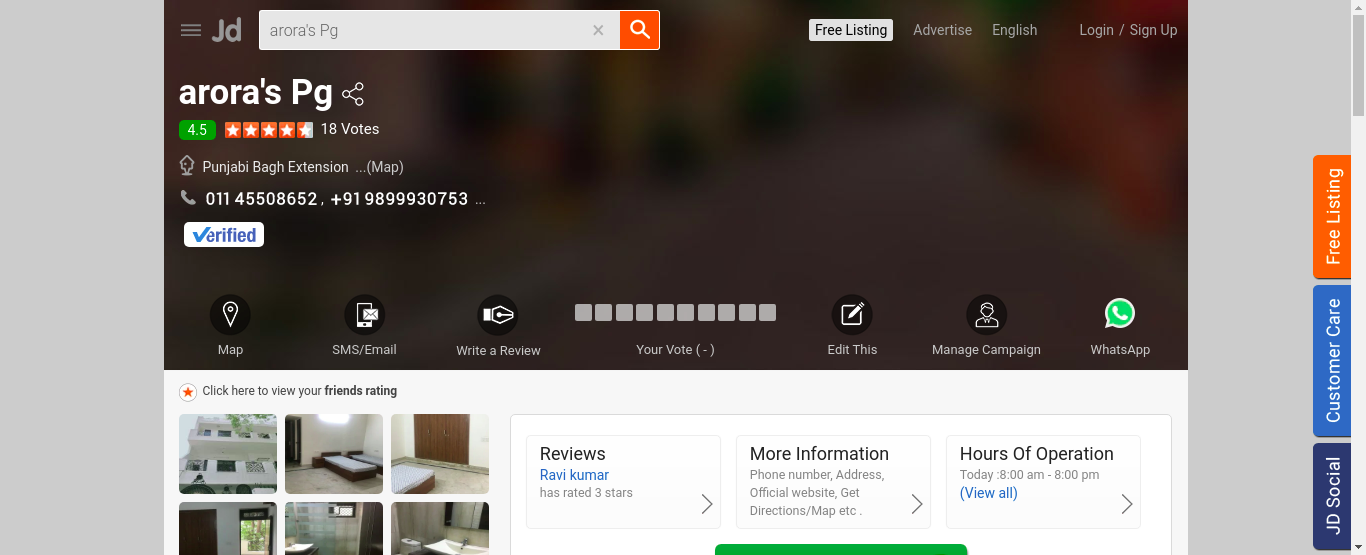 Jd
arora's Pg
Free Listing
Advertise
English
Login / Sign Up
arora's Pg
4.5 18 Votes
Punjabi Bagh Extension ...(Map)
011 45508652 , +91 9899930753 ...
Verified
Map
SMS/Email
Write a Review
Your Vote ( - )
Edit This
Manage Campaign
WhatsApp
Click here to view your friends rating
Reviews
Ravi kumar
has rated 3 stars
More Information
Phone number, Address,
Official website, Get
Directions/Map etc .
Hours Of Operation
Today :8:00 am - 8:00 pm
(View all)
Free Listing
Customer Care
JD Social